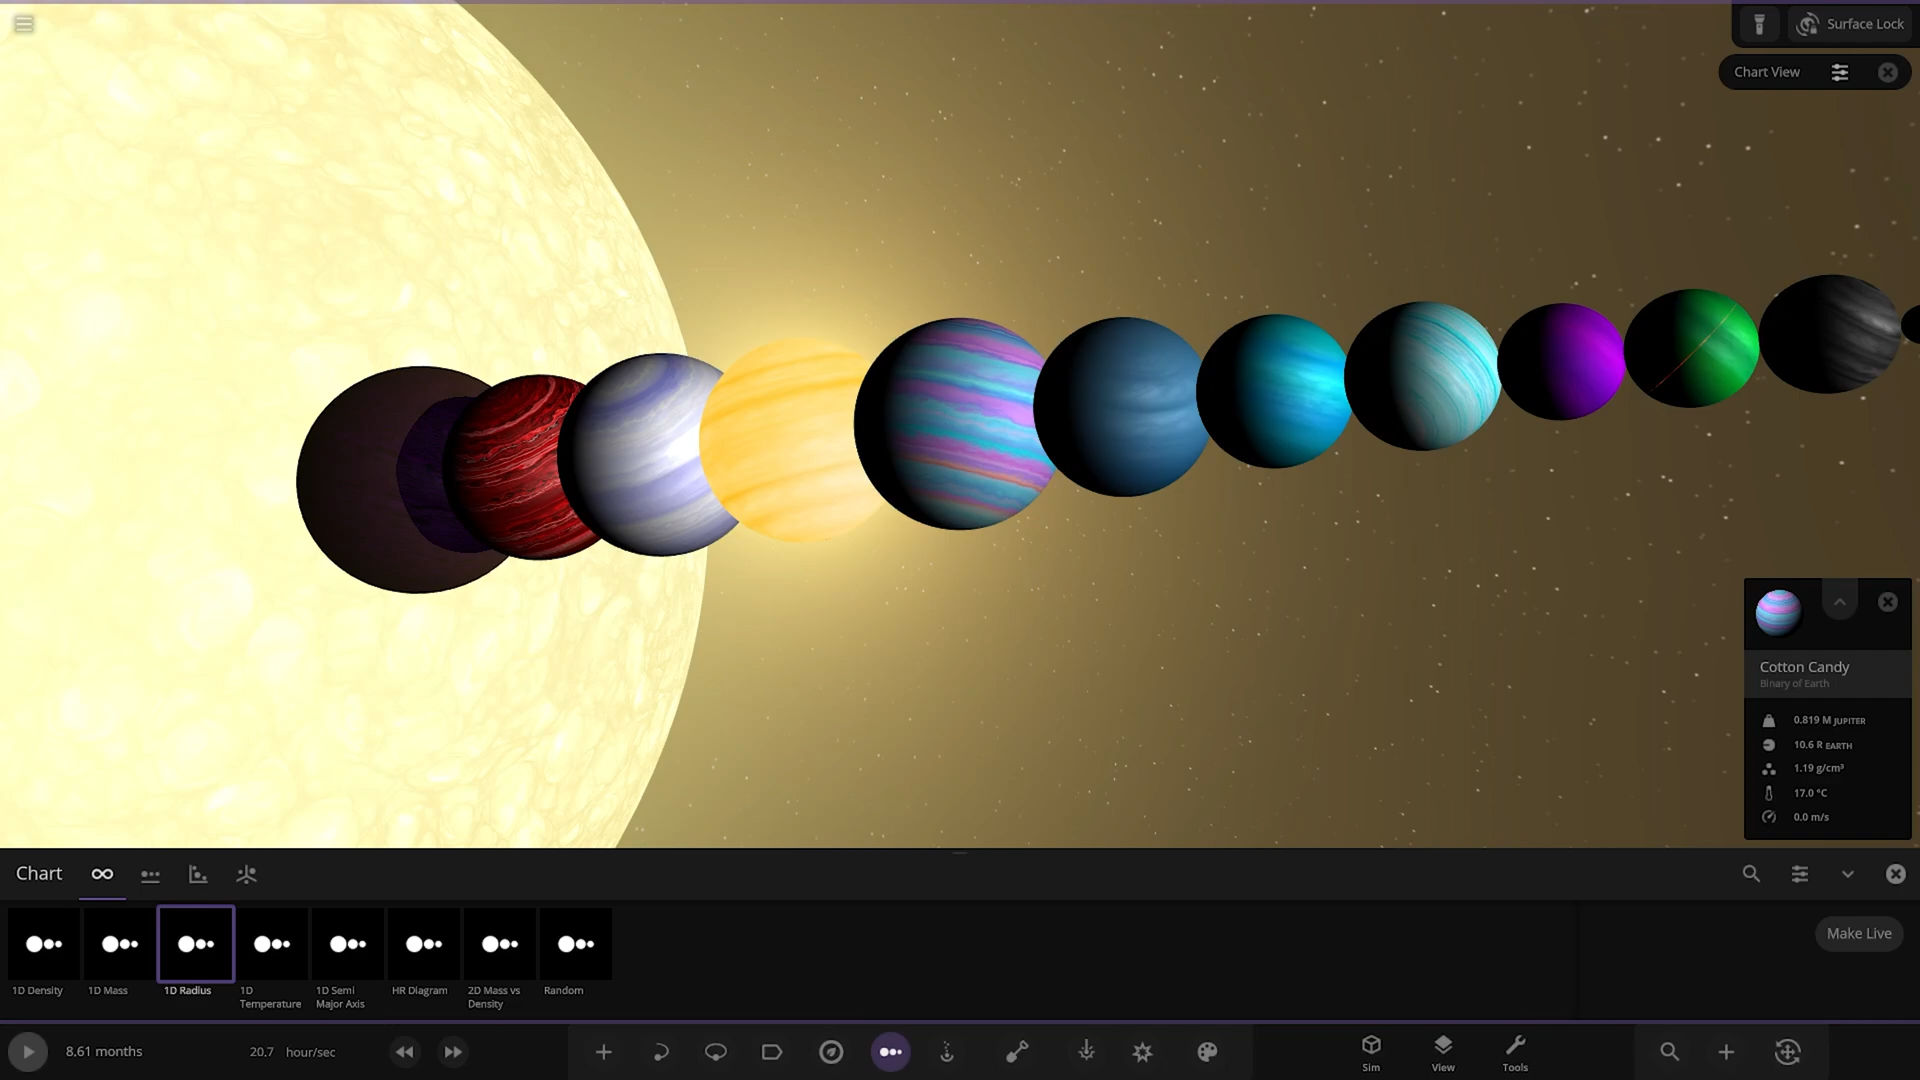 Surface Lock
Chart View
Cotton Candy
Binary of Earth
0.819 M JUPITER
10.6 R EARTH
1.19 g/cm³
17.0 °C
0.0 m/s
Chart
Make Live
1D Density
1D Mass
1D Radius
1D
Temperature
1D Semi
Major Axis
HR Diagram
2D Mass vs
Density
Random
8.61 months
20.7 hour/sec
Sim
View
Tools